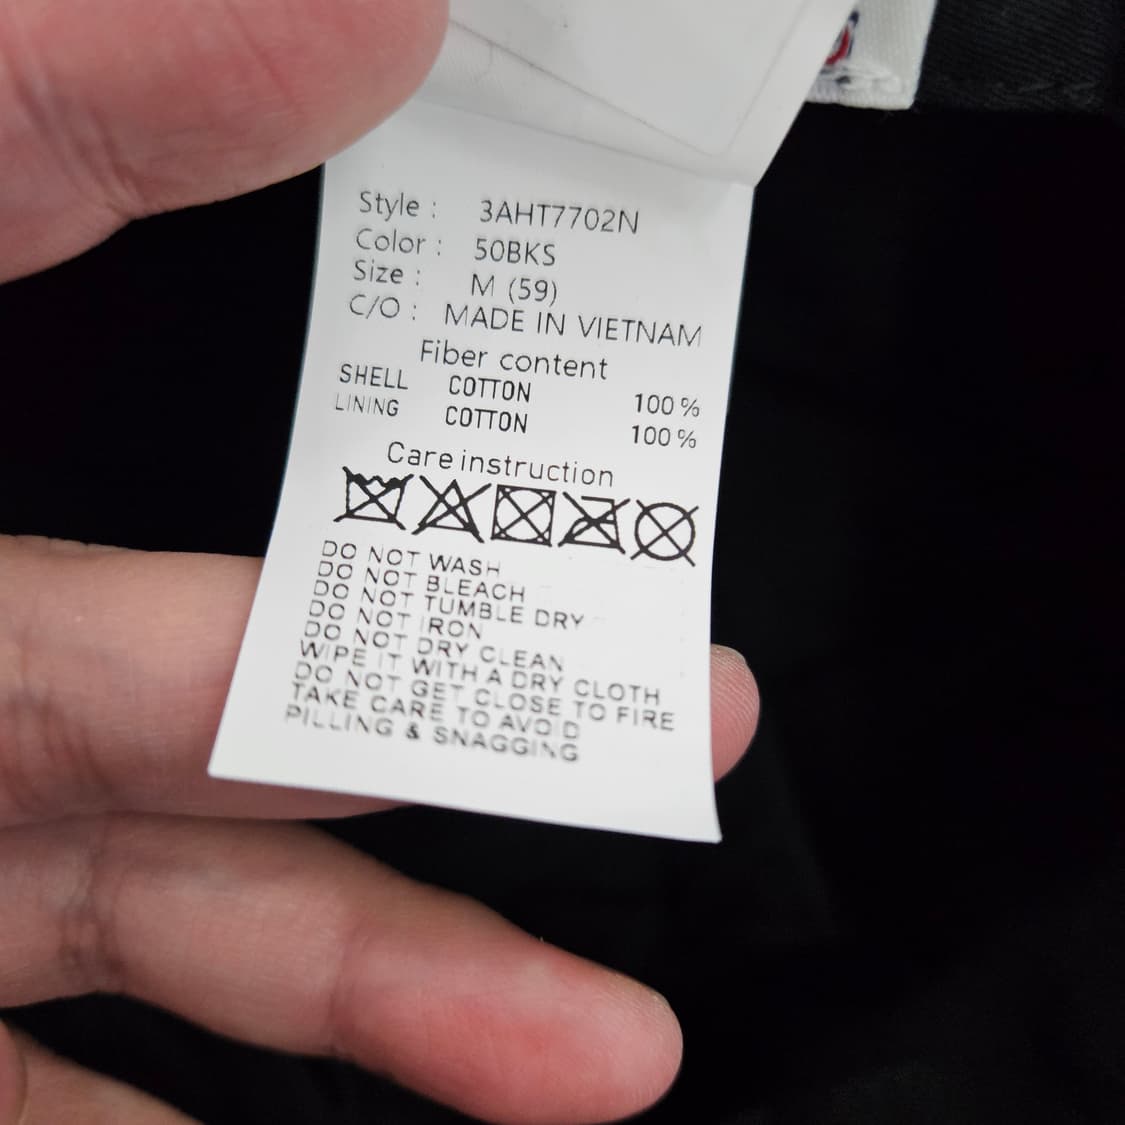 Style : 3AHT7702N
Color : 50BKS
Size : M (59)
C/O : MADE IN VIETNAM
Fiber content
SHELL COTTON 100%
LINING COTTON 100%
Care instruction
DO NOT WASH
DO NOT BLEACH
DO NOT TUMBLE DRY
DO NOT IRON
DO NOT DRY CLEAN
WIPE IT WITH A DRY CLOTH
DO NOT GET CLOSE TO FIRE
TAKE CARE TO AVOID
PILLING & SNAGGING